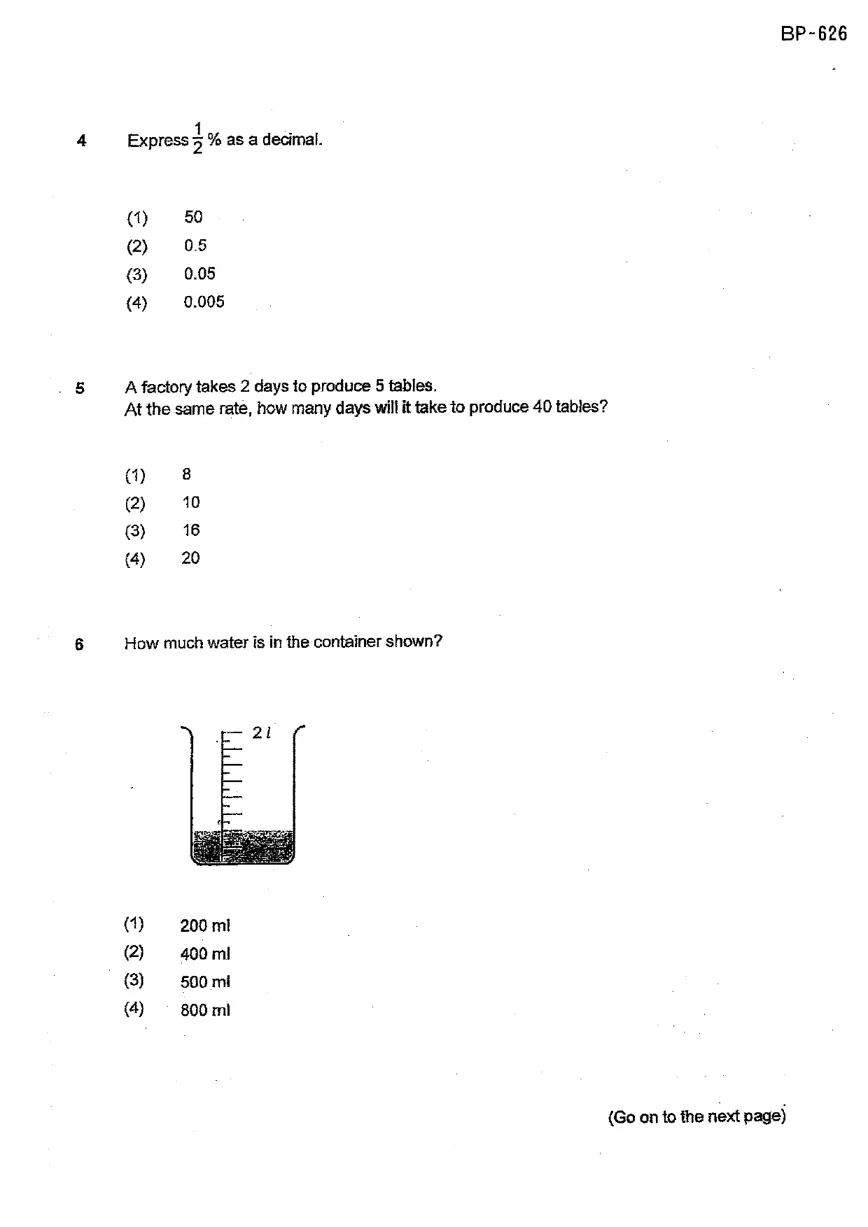 BP-626
4 Express 1/2 % as a decimal.
(1) 50
(2) 0.5
(3) 0.05
(4) 0.005
5 A factory takes 2 days to produce 5 tables.
At the same rate, how many days will it take to produce 40 tables?
(1) 8
(2) 10
(3) 16
(4) 20
6 How much water is in the container shown?
2 l
(1) 200 ml
(2) 400 ml
(3) 500 ml
(4) 800 ml
(Go on to the next page)